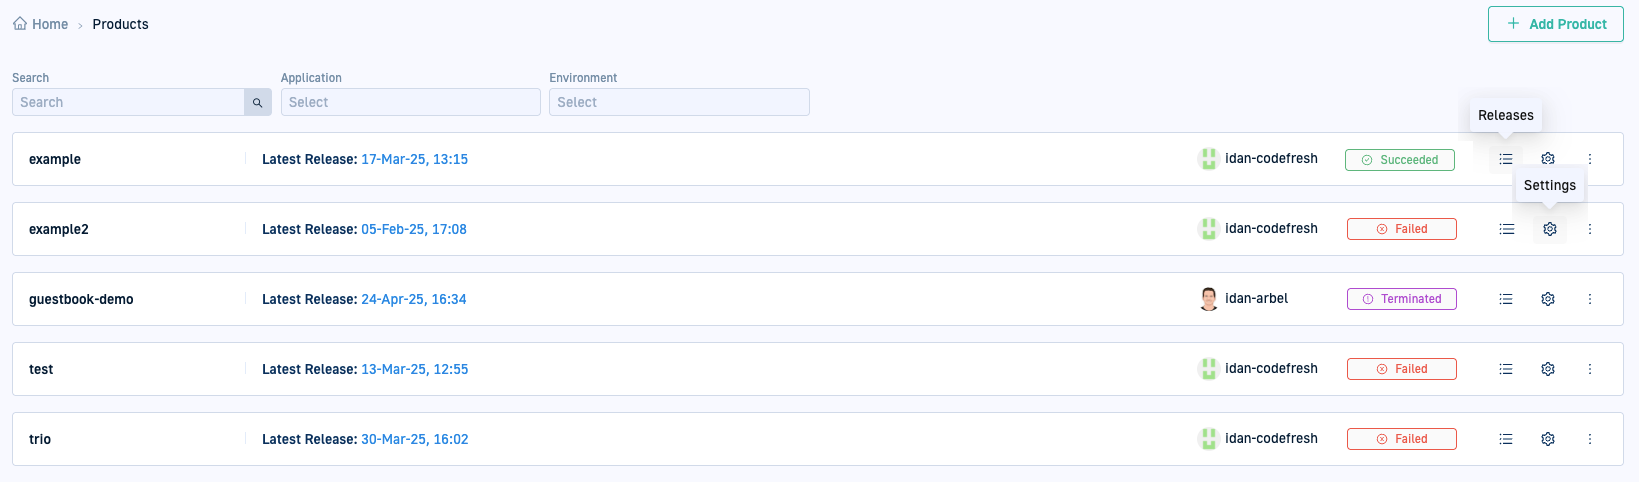 Home > Products
+ Add Product
Search Application Environment
Search Select Select
Releases
example Latest Release: 17-Mar-25, 13:15 idan-codefresh Succeeded
Settings
example2 Latest Release: 05-Feb-25, 17:08 idan-codefresh Failed
guestbook-demo Latest Release: 24-Apr-25, 16:34 idan-arbel Terminated
test Latest Release: 13-Mar-25, 12:55 idan-codefresh Failed
trio Latest Release: 30-Mar-25, 16:02 idan-codefresh Failed